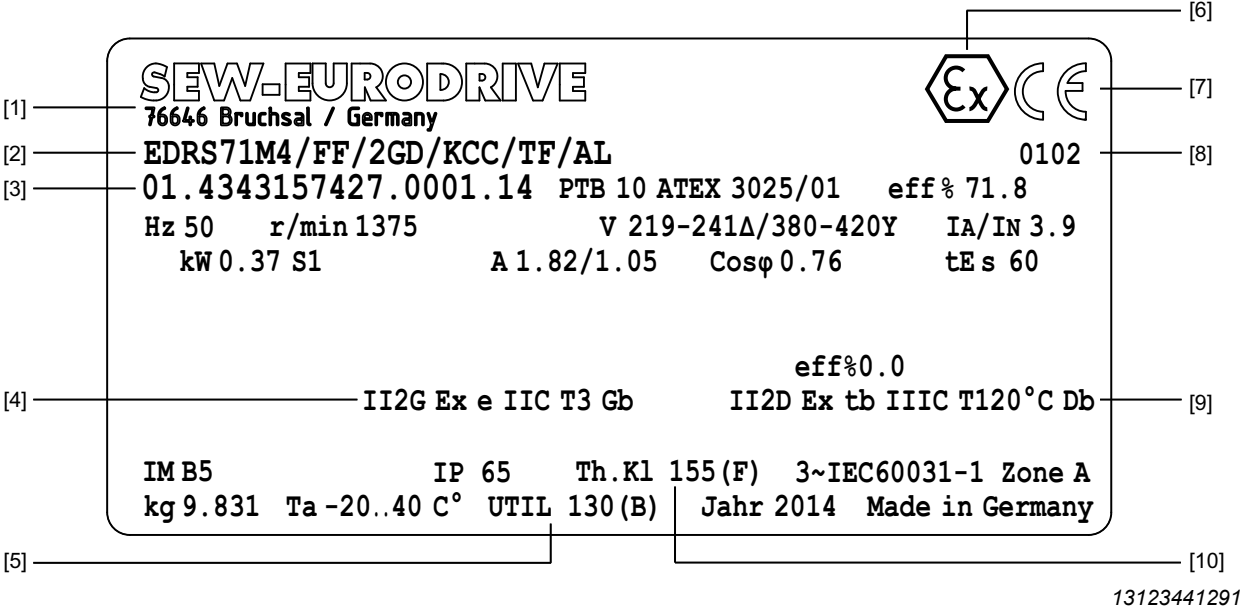 [6]
SEW-EURODRIVE Ex CE
[7]
[1] 76646 Bruchsal / Germany
[2] EDRS71M4/FF/2GD/KCC/TF/AL 0102 [8]
[3] 01.4343157427.0001.14 PTB 10 ATEX 3025/01 eff% 71.8
Hz 50 r/min 1375 V 219-241Δ/380-420Y IA/IN 3.9
kW 0.37 S1 A 1.82/1.05 Cosφ 0.76 tE s 60
eff%0.0
[4] II2G Ex e IIC T3 Gb II2D Ex tb IIIC T120°C Db [9]
IM B5 IP 65 Th.Kl 155(F) 3~IEC60031-1 Zone A
kg 9.831 Ta -20..40 C° UTIL 130(B) Jahr 2014 Made in Germany
[5] [10]
13123441291